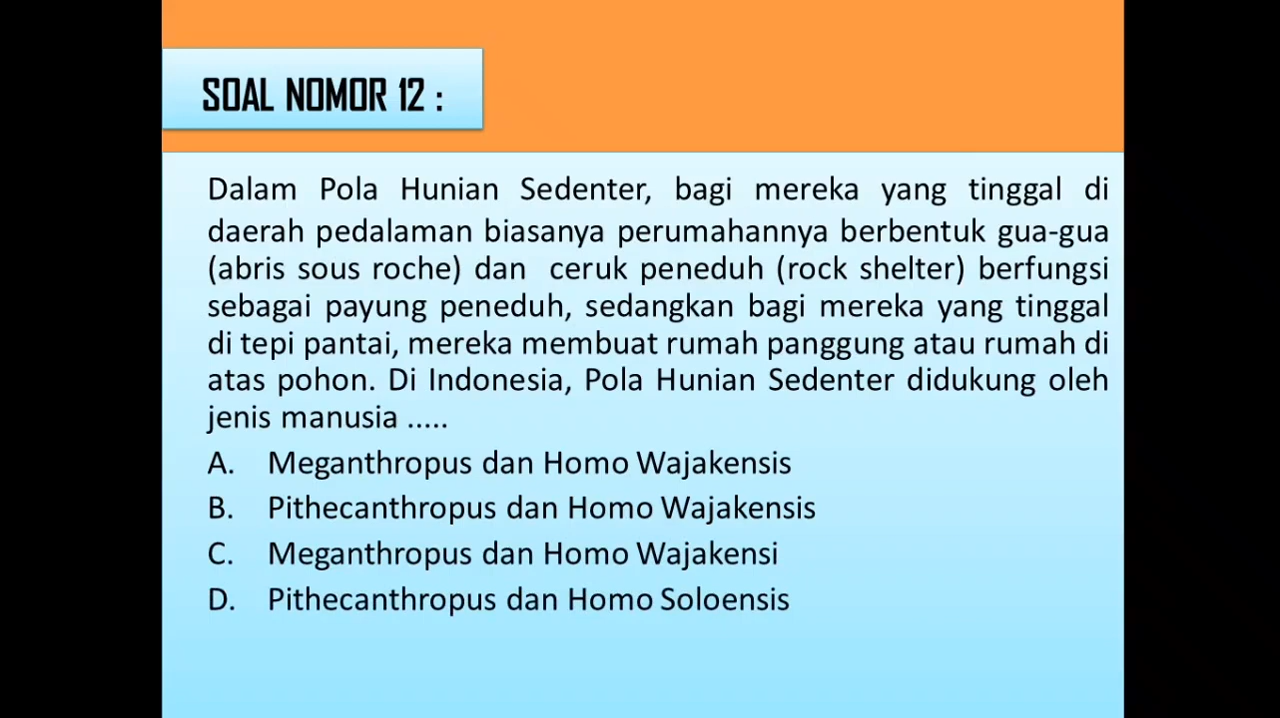 SOAL NOMOR 12 :
Dalam Pola Hunian Sedenter, bagi mereka yang tinggal di
daerah pedalaman biasanya perumahannya berbentuk gua-gua
(abris sous roche) dan ceruk peneduh (rock shelter) berfungsi
sebagai payung peneduh, sedangkan bagi mereka yang tinggal
di tepi pantai, mereka membuat rumah panggung atau rumah di
atas pohon. Di Indonesia, Pola Hunian Sedenter didukung oleh
jenis manusia .....
A. Meganthropus dan Homo Wajakensis
B. Pithecanthropus dan Homo Wajakensis
C. Meganthropus dan Homo Wajakensi
D. Pithecanthropus dan Homo Soloensis